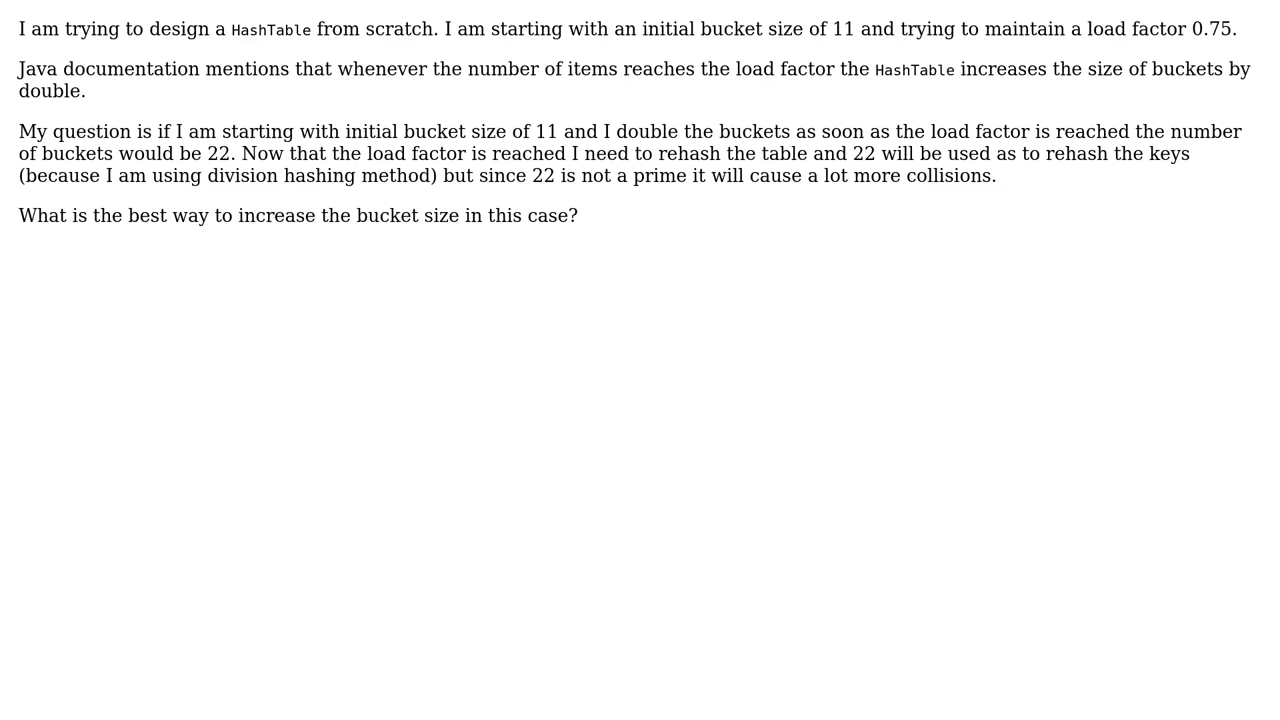 I am trying to design a HashTable from scratch. I am starting with an initial bucket size of 11 and trying to maintain a load factor 0.75.
Java documentation mentions that whenever the number of items reaches the load factor the HashTable increases the size of buckets by
double.
My question is if I am starting with initial bucket size of 11 and I double the buckets as soon as the load factor is reached the number
of buckets would be 22. Now that the load factor is reached I need to rehash the table and 22 will be used as to rehash the keys
(because I am using division hashing method) but since 22 is not a prime it will cause a lot more collisions.
What is the best way to increase the bucket size in this case?